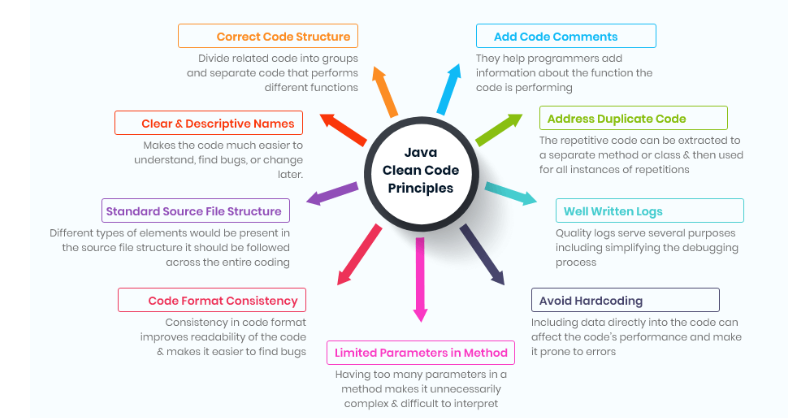 Correct Code Structure
Divide related code into groups
and separate code that performs
different functions
Add Code Comments
They help programmers add
information about the function the
code is performing
Clear & Descriptive Names
Makes the code much easier to
understand, find bugs, or change
later.
Address Duplicate Code
The repetitive code can be extracted to
a separate method or class & then used
for all instances of repetitions
Java
Clean Code
Principles
Standard Source File Structure
Different types of elements would be present in
the source file structure it should be followed
across the entire coding
Well Written Logs
Quality logs serve several purposes
including simplifying the debugging
process
Code Format Consistency
Consistency in code format
improves readability of the code
& makes it easier to find bugs
Avoid Hardcoding
Including data directly into the code can
affect the code's performance and make
it prone to errors
Limited Parameters in Method
Having too many parameters in a
method makes it unnecessarily
complex & difficult to interpret